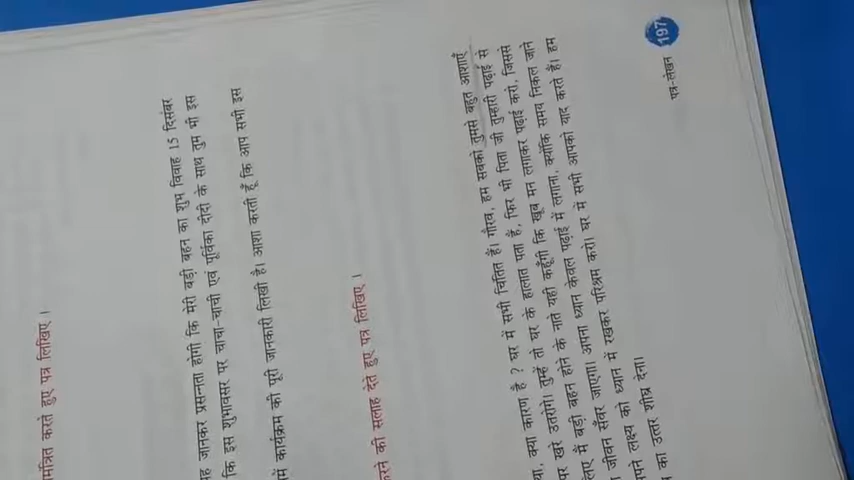 197
पत्र-लेखन
मंत्रित करते हुए पत्र लिखिए ।
ह जानकर प्रसन्नता होगी कि मेरी बड़ी बहन का शुभ विवाह 15 दिसंबर
कि इस शुभावसर पर चाचा-चाची एवं पूर्विका दीदी के साथ तुम भी इस
में कार्यक्रम की पूरी जानकारी लिखी है। आशा करती हूँ कि आप सभी इस
करने की सलाह देते हुए पत्र लिखिए ।
या, क्या कारण है ? घर में सभी चिंतित हैं। गौरव, हम सबको तुमसे बहुत आशाएँ
पर खरे उतरोगे। तुम्हें तो घर के हालात पता हैं, फिर भी पिता जी तुम्हारी पढ़ाई से
लिए मैं बड़ी बहन होने के नाते यही कहूँगी कि खूब मन लगाकर पढ़ाई करो, जिससे
जीवन सँवर जाएगा। अपना ध्यान केवल पढ़ाई में लगाना, क्योंकि समय निकल जाने
पने लक्ष्य को ध्यान में रखकर परिश्रम करो। घर में सभी आपको याद करते हैं। हम
का उत्तर शीघ्र देना।